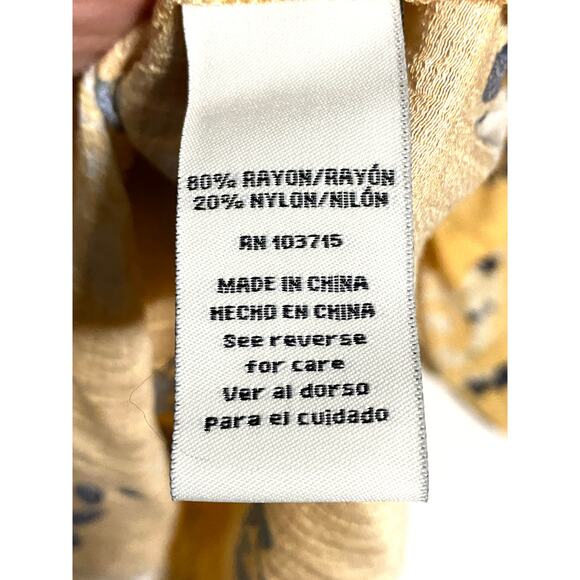 80% RAYON/RAYÓN
20% NYLON/NILÓN
RN 103715
MADE IN CHINA
HECHO EN CHINA
See reverse
for care
Ver al dorso
para el cuidado